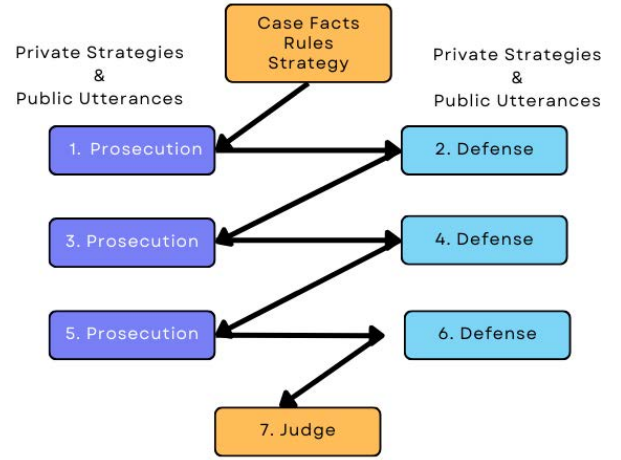 Case Facts
Rules
Strategy
Private Strategies
&
Public Utterances
Private Strategies
&
Public Utterances
1. Prosecution
2. Defense
3. Prosecution
4. Defense
5. Prosecution
6. Defense
7. Judge